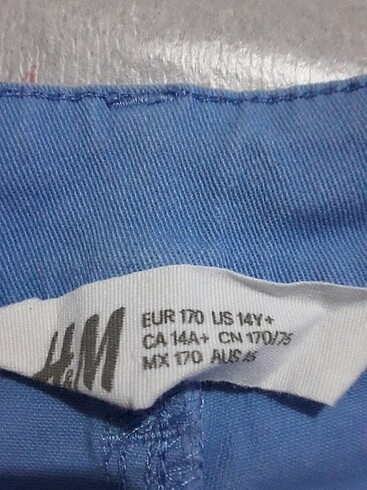 H&M
EUR 170 US 14Y+
CA 14A+ CN 170/75
MX 170 AUS